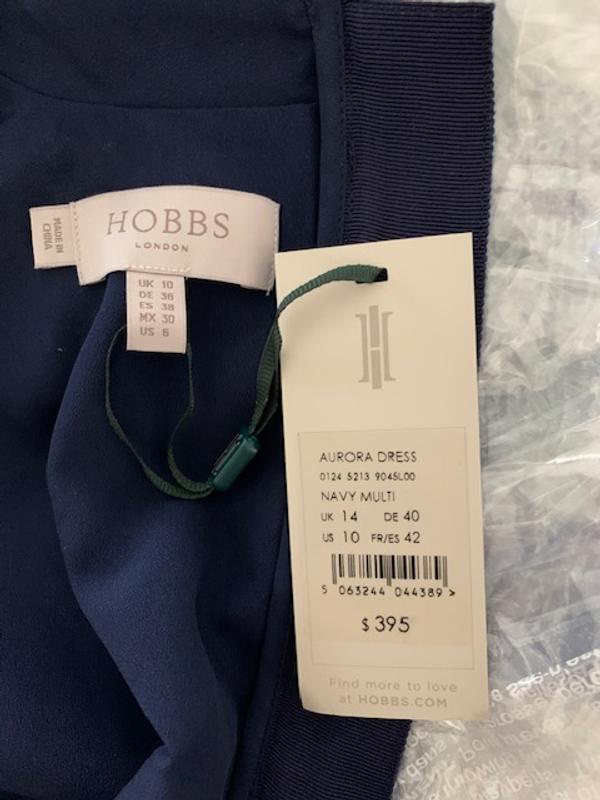 HOBBS
LONDON
MADE IN
CHINA
UK 10
DE 36
ES 38
MX 30
US 6
AURORA DRESS
0124 5213 9045L00
NAVY MULTI
UK 14 DE 40
US 10 FR/ES 42
5 063244 044389 >
$395
Find more to love
at HOBBS.COM